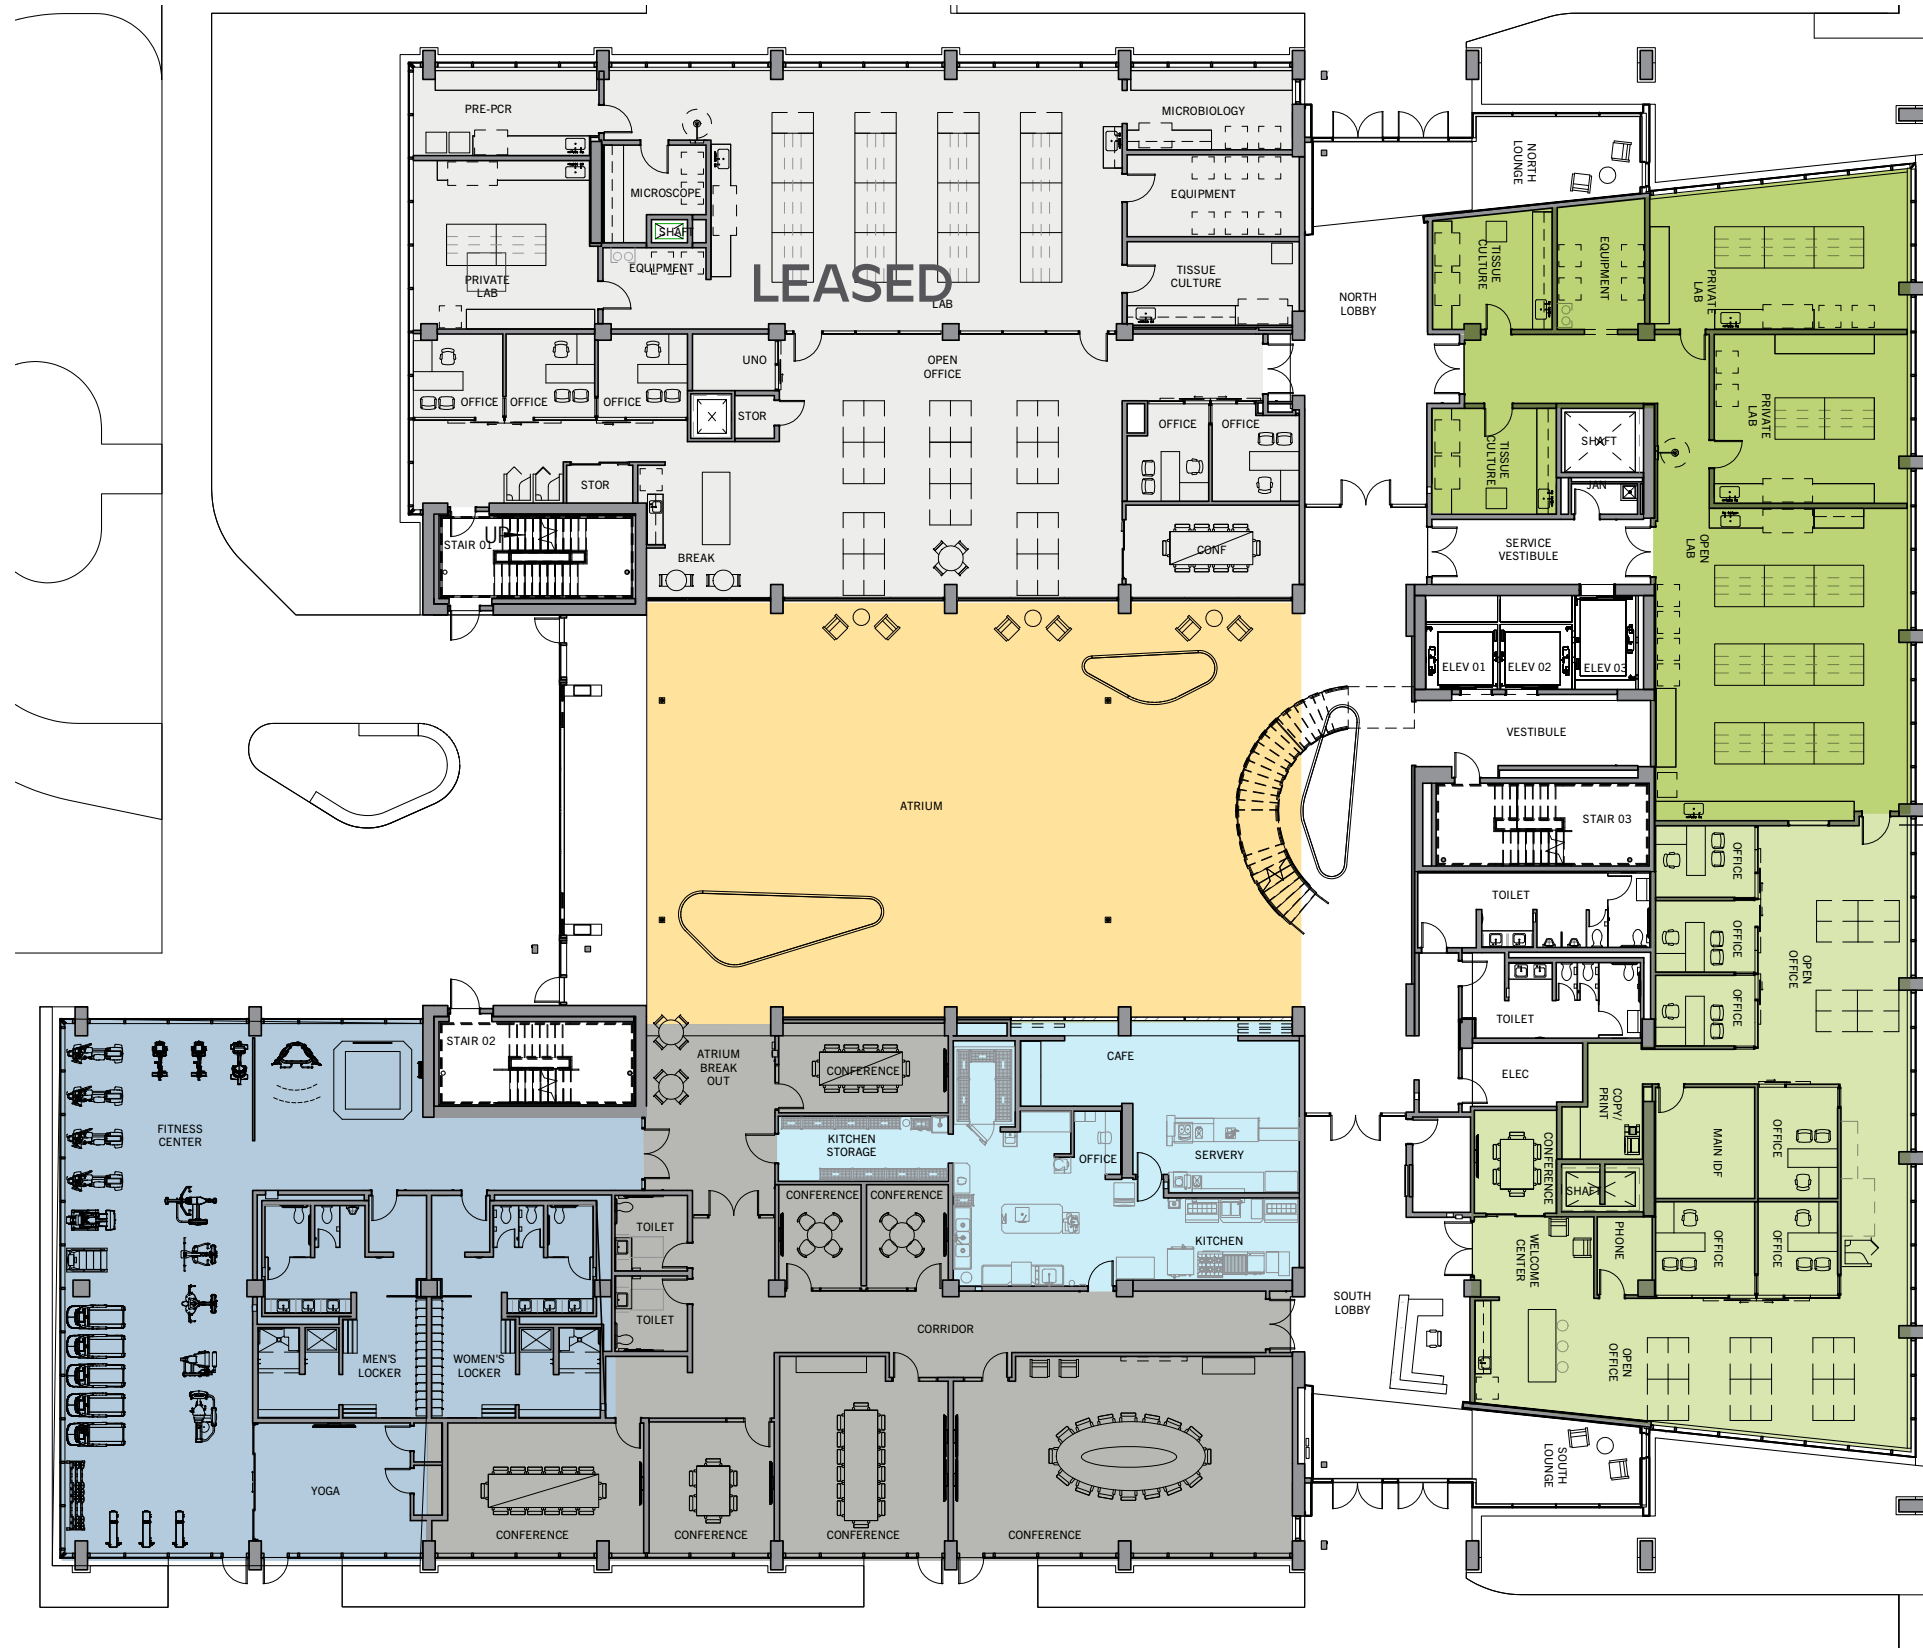 PRE-PCR
MICROBIOLOGY
MICROSCOPE
EQUIPMENT
SHAFT
EQUIPMENT
PRIVATE
LAB
LEASED
LAB
TISSUE
CULTURE
NORTH
LOUNGE
TISSUE
CULTURE
EQUIPMENT
PRIVATE
LAB
NORTH
LOBBY
OFFICE
OFFICE
OFFICE
UNO
STOR
OPEN
OFFICE
OFFICE
OFFICE
TISSUE
CULTURE
SHAFT
PRIVATE
LAB
STOR
JAN
STAIR 01
UP
BREAK
CONF
SERVICE
VESTIBULE
OPEN
LAB
ELEV 01
ELEV 02
ELEV 03
VESTIBULE
ATRIUM
STAIR 03
OFFICE
TOILET
OFFICE
OPEN
OFFICE
OFFICE
TOILET
STAIR 02
ATRIUM
BREAK
OUT
CONFERENCE
CAFE
ELEC
COPY/
PRINT
FITNESS
CENTER
KITCHEN
STORAGE
OFFICE
SERVERY
CONFERENCE
MAIN IDF
OFFICE
CONFERENCE
CONFERENCE
SHAFT
TOILET
KITCHEN
WELCOME
CENTER
PHONE
OFFICE
OFFICE
TOILET
CORRIDOR
SOUTH
LOBBY
MEN'S
LOCKER
WOMEN'S
LOCKER
OPEN
OFFICE
YOGA
CONFERENCE
CONFERENCE
CONFERENCE
CONFERENCE
SOUTH
LOUNGE